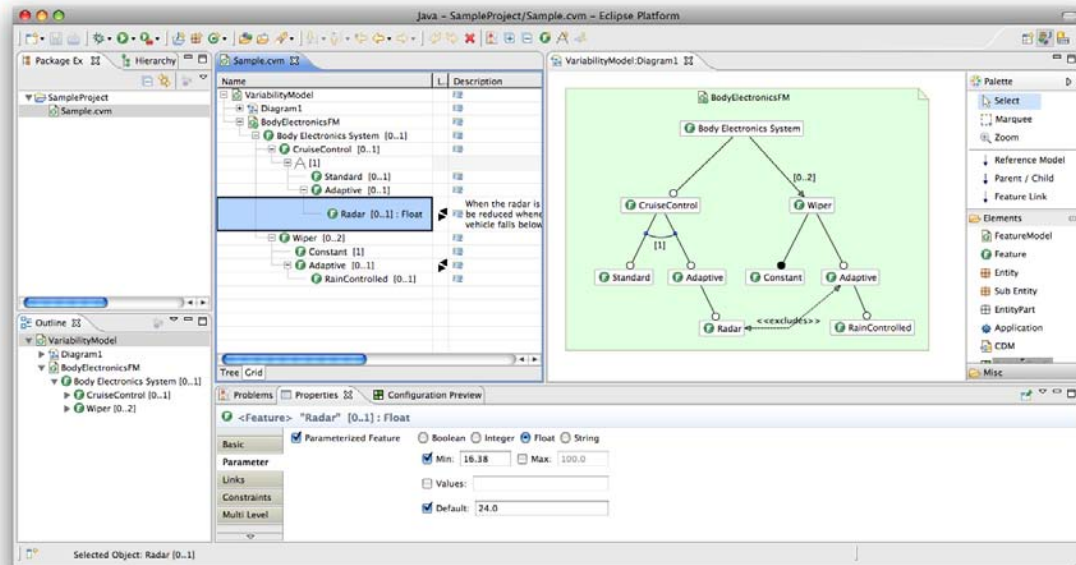 Java – SampleProject/Sample.cvm – Eclipse Platform
Package Ex
Hierarchy
SampleProject
Sample.cvm
Outline
VariabilityModel
Diagram1
BodyElectronicsFM
Body Electronics System [0..1]
CruiseControl [0..1]
Wiper [0..2]
Sample.cvm
Name L.. Description
VariabilityModel
Diagram1
BodyElectronicsFM
Body Electronics System [0..1]
CruiseControl [0..1]
[1]
Standard [0..1]
Adaptive [0..1]
Radar [0..1] : Float
When the radar is
be reduced whene
vehicle falls below
Wiper [0..2]
Constant [1]
Adaptive [0..1]
RainControlled [0..1]
Tree Grid
VariabilityModel:Diagram1
BodyElectronicsFM
Body Electronics System
[0..2]
CruiseControl
Wiper
[1]
Standard
Adaptive
Constant
Adaptive
<<excludes>>
Radar
RainControlled
Palette
Select
Marquee
Zoom
Reference Model
Parent / Child
Feature Link
Elements
FeatureModel
Feature
Entity
Sub Entity
EntityPart
Application
CDM
Misc
Problems Properties Configuration Preview
<Feature> "Radar" [0..1] : Float
Basic
Parameter
Links
Constraints
Multi Level
Parameterized Feature Boolean Integer Float String
Min: 16.38 Max: 100.0
Values:
Default: 24.0
Selected Object: Radar [0..1]